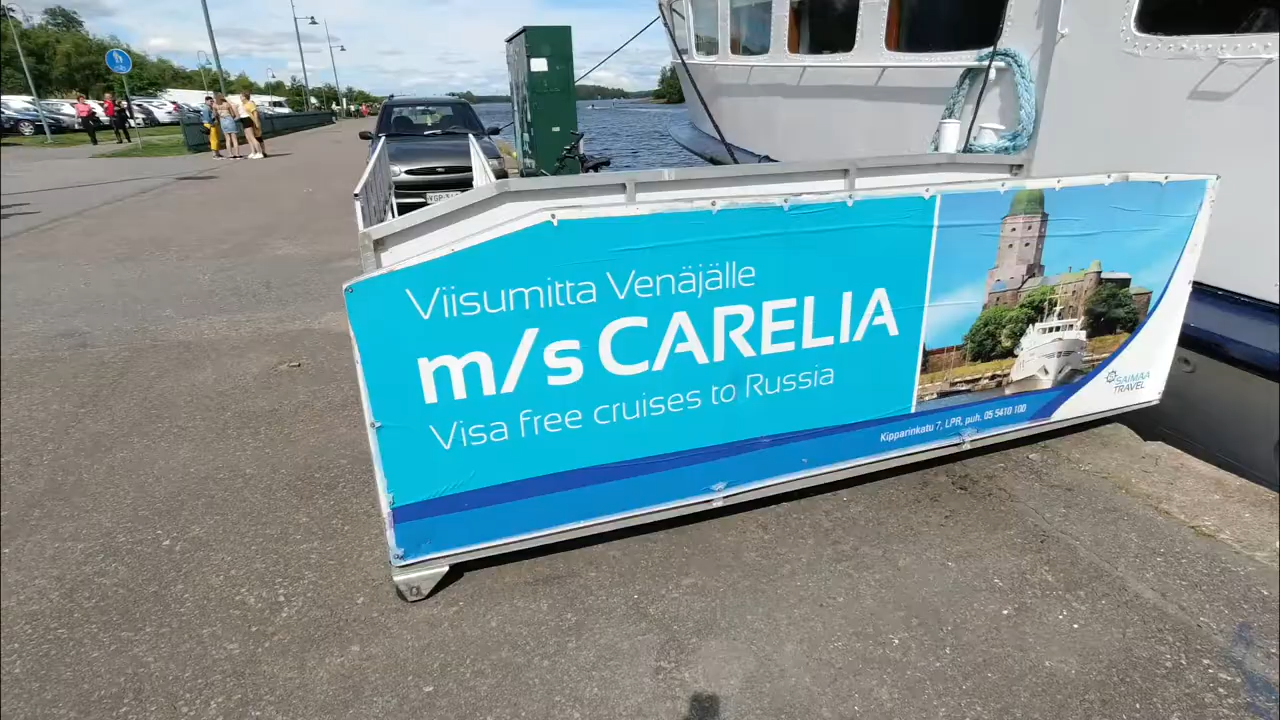 Viisumitta Venäjälle
m/s CARELIA
Visa free cruises to Russia
SAIMAA
TRAVEL
Kipparinkatu 7, LPR, puh. 05 5410 100